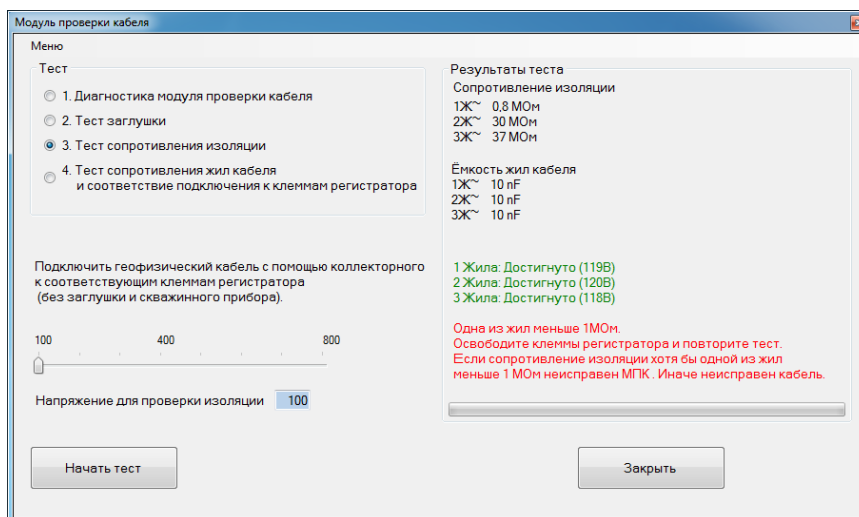 Модуль проверки кабеля
Меню
Тест
1. Диагностика модуля проверки кабеля
2. Тест заглушки
3. Тест сопротивления изоляции
4. Тест сопротивления жил кабеля
и соответствие подключения к клеммам регистратора
Подключить геофизический кабель с помощью коллекторного
к соответствующим клеммам регистратора
(без заглушки и скважинного прибора).
100 400 800
Напряжение для проверки изоляции 100
Начать тест
Результаты теста
Сопротивление изоляции
1Ж~ 0,8 МОм
2Ж~ 30 МОм
3Ж~ 37 МОм
Ёмкость жил кабеля
1Ж~ 10 nF
2Ж~ 10 nF
3Ж~ 10 nF
1 Жила: Достигнуто (119В)
2 Жила: Достигнуто (120В)
3 Жила: Достигнуто (118В)
Одна из жил меньше 1МОм.
Освободите клеммы регистратора и повторите тест.
Если сопротивление изоляции хотя бы одной из жил
меньше 1 МОм неисправен МПК . Иначе неисправен кабель.
Закрыть